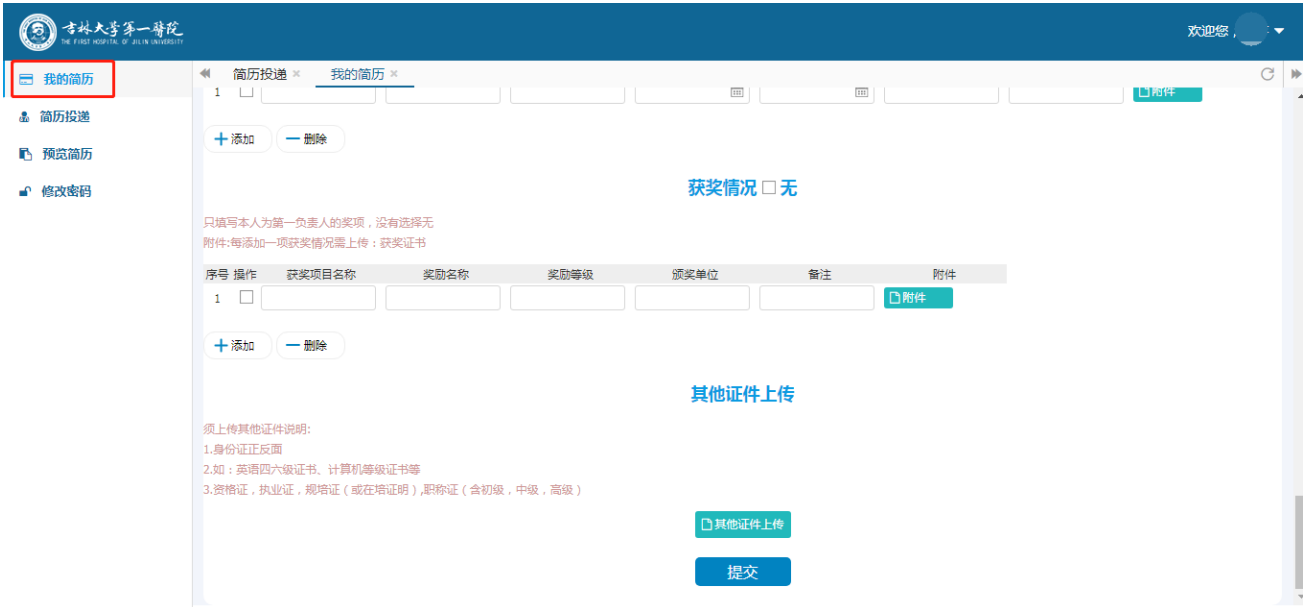 吉林大学第一醫院
THE FIRST HOSPITAL OF JILIN UNIVERSITY
欢迎您，
我的简历
简历投递
预览简历
修改密码
简历投递 ×
我的简历 ×
1
附件
添加
删除
获奖情况 无
只填写本人为第一负责人的奖项，没有选择无
附件:每添加一项获奖情况需上传：获奖证书
序号 操作 获奖项目名称 奖励名称 奖励等级 颁奖单位 备注 附件
1 附件
添加
删除
其他证件上传
须上传其他证件说明:
1.身份证正反面
2.如：英语四六级证书、计算机等级证书等
3.资格证，执业证，规培证（或在培证明）,职称证（含初级，中级，高级）
其他证件上传
提交